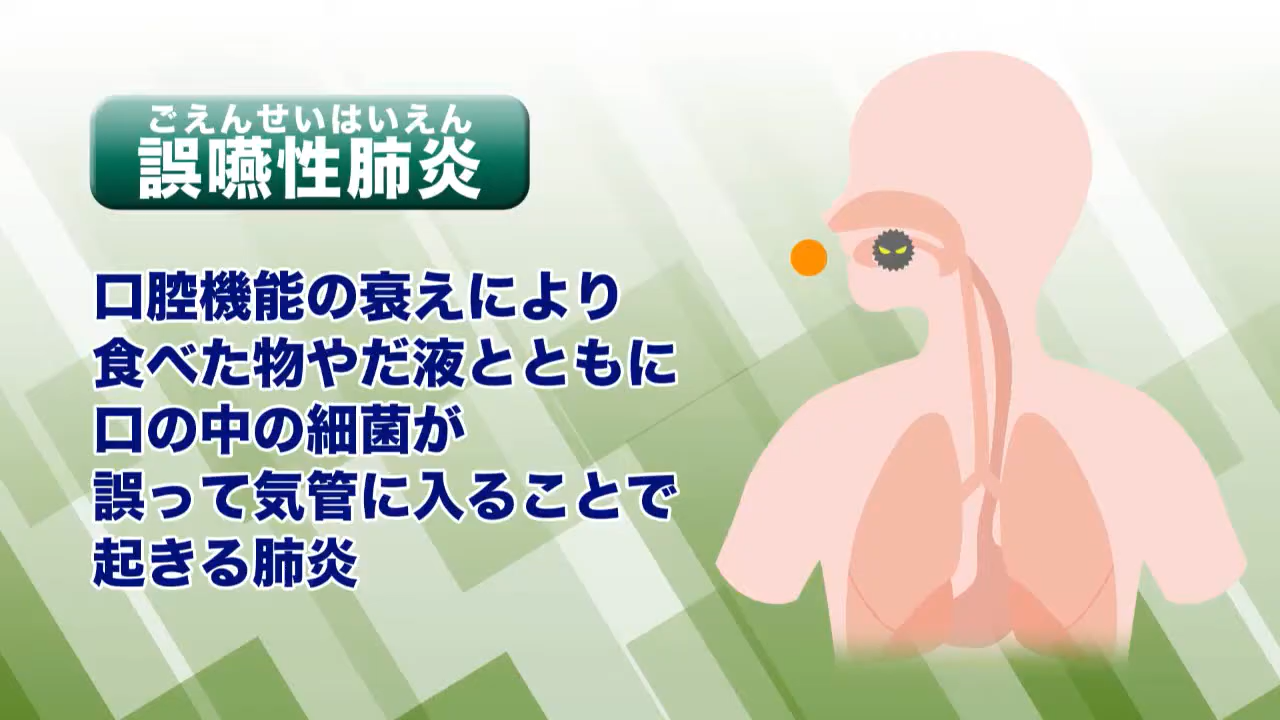 ごえんせいはいえん
誤嚥性肺炎
口腔機能の衰えにより
食べた物やだ液とともに
口の中の細菌が
誤って気管に入ることで
起きる肺炎